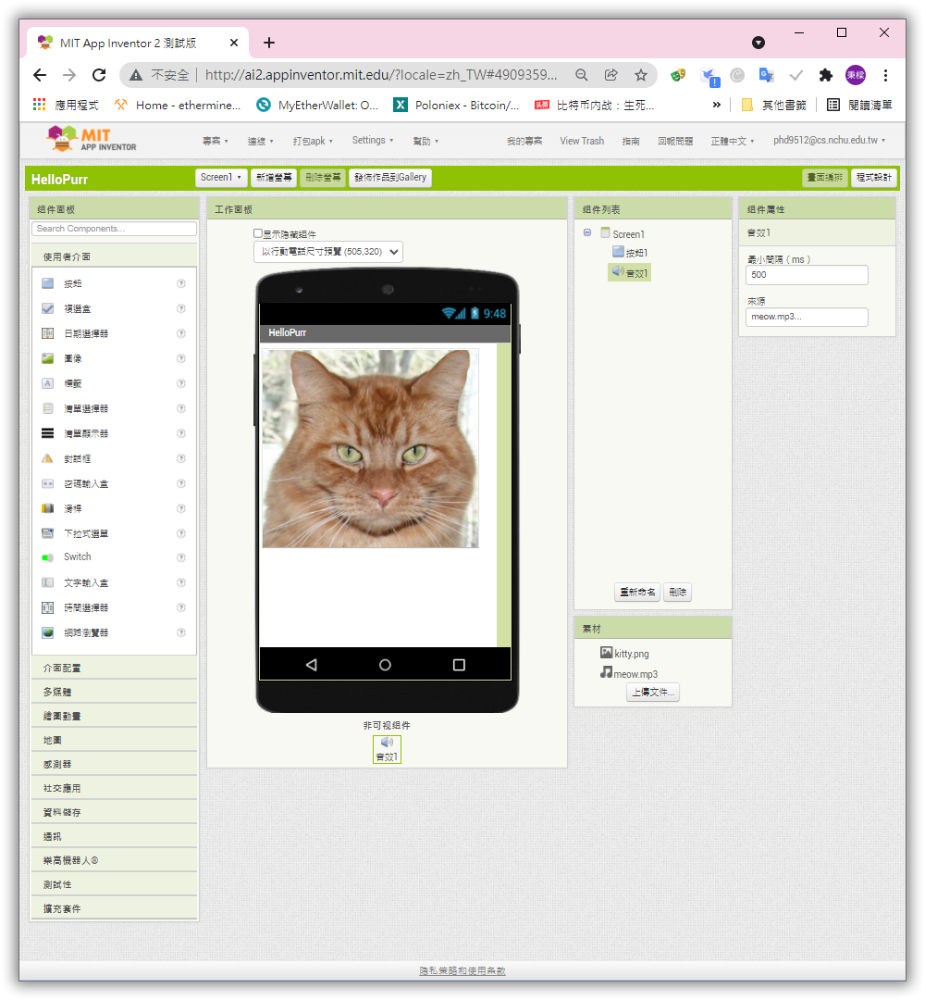 MIT App Inventor 2 測試版
不安全 | http://ai2.appinventor.mit.edu/?locale=zh_TW#4909359...
秉樑
應用程式 Home - ethermine... MyEtherWallet: O... Poloniex - Bitcoin/... 头条 比特币内战：生死... » 其他書籤 閱讀清單
MIT APP INVENTOR
專案 連線 打包apk Settings 幫助 我的專案 View Trash 指南 回報問題 正體中文 phd9512@cs.nchu.edu.tw
HelloPurr Screen1 新增螢幕 刪除螢幕 發佈作品到Gallery 畫面編排 程式設計
組件面板
Search Components...
使用者介面
按鈕
複選盒
日期選擇器
圖像
標籤
清單選擇器
清單顯示器
對話框
密碼輸入盒
滑桿
下拉式選單
Switch
文字輸入盒
時間選擇器
網路瀏覽器
介面配置
多媒體
繪圖動畫
地圖
感測器
社交應用
資料儲存
通訊
樂高機器人®
測試性
擴充套件
工作面板
显示隐藏组件
以行動電話尺寸預覽 (505,320)
9:48
HelloPurr
非可视组件
音效1
組件列表
Screen1
按鈕1
音效1
重新命名 刪除
素材
kitty.png
meow.mp3
上傳文件...
組件屬性
音效1
最小間隔（ms）
500
來源
meow.mp3...
隱私策略和使用條款